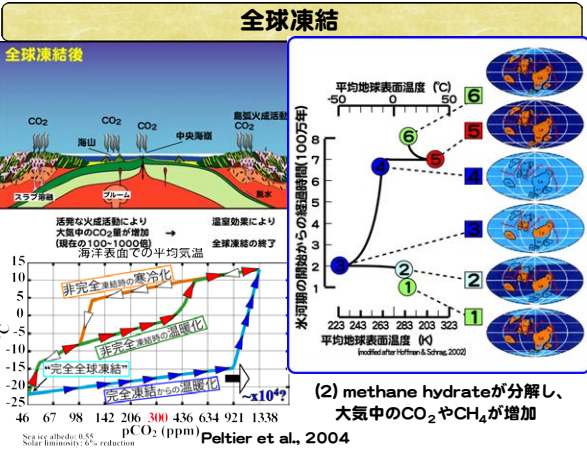 全球凍結
全球凍結後
CO2
CO2
CO2
CO2
島弧火成活動
海山
中央海嶺
スラブ溶融
プルーム
脱水
活発な火成活動により
大気中のCO2量が増加
(現在の100~1000倍)
→
温室効果により
全球凍結の終了
海洋表面での平均気温
15
10
5
0
-5
-10
-15
-20
-25
°C
非完全凍結時の寒冷化
非完全凍結時の温暖化
"完全全球凍結"
完全凍結からの温暖化
~x10⁴?
46 67 98 142 206 300 436 634 921 1338
pCO2 (ppm)
Sea ice albedo: 0.55
Solar liminosity: 6% reduction
Peltier et al., 2004
平均地球表面温度 (℃)
-50 0 50
氷河期の開始からの経過時間(100万年)
8
7
6
5
4
3
2
1
6
5
4
3
2
1
6
5
4
3
2
1
223 243 263 283 203 323
平均地球表面温度 (K)
(modified after Hoffman & Schrag, 2002)
(2) methane hydrateが分解し、
大気中のCO2やCH4が増加